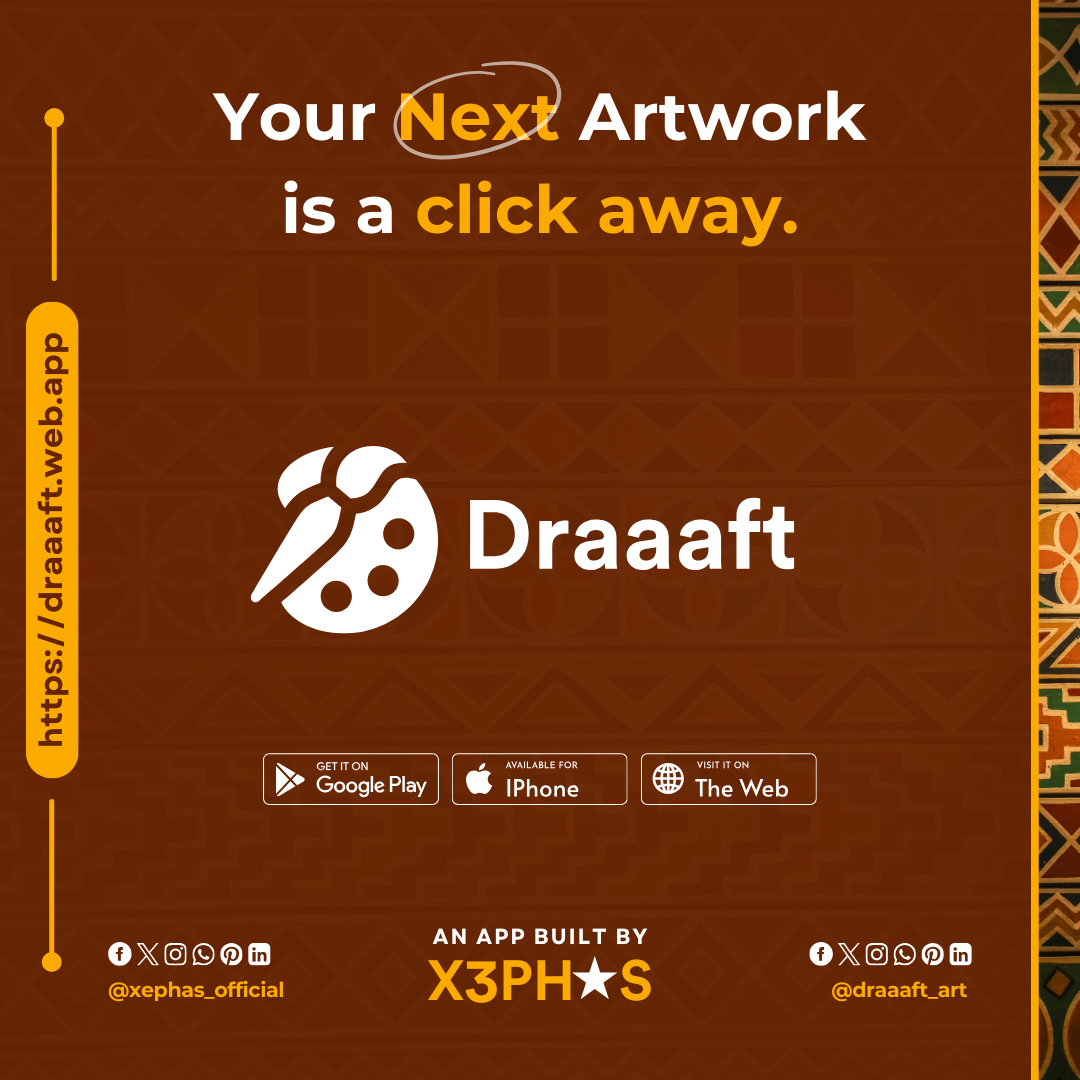 Your Next Artwork
is a click away.
https://draaaft.web.app
Draaaft
GET IT ON
Google Play
AVAILABLE FOR
IPhone
VISIT IT ON
The Web
AN APP BUILT BY
X3PH★S
@xephas_official
@draaaft_art